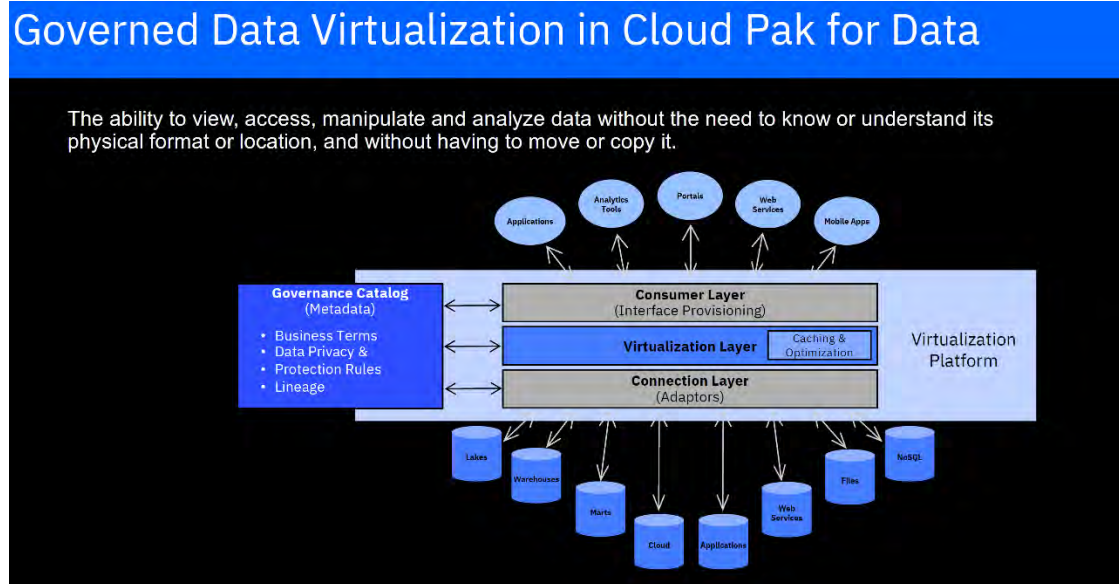 Governed Data Virtualization in Cloud Pak for Data
The ability to view, access, manipulate and analyze data without the need to know or understand its
physical format or location, and without having to move or copy it.
Applications
Analytics
Tools
Portals
Web
Services
Mobile Apps
Governance Catalog
(Metadata)
• Business Terms
• Data Privacy &
• Protection Rules
• Lineage
Consumer Layer
(Interface Provisioning)
Virtualization Layer
Caching &
Optimization
Connection Layer
(Adaptors)
Virtualization
Platform
Lakes
Warehouses
Marts
Cloud
Applications
Web
Services
Files
NoSQL